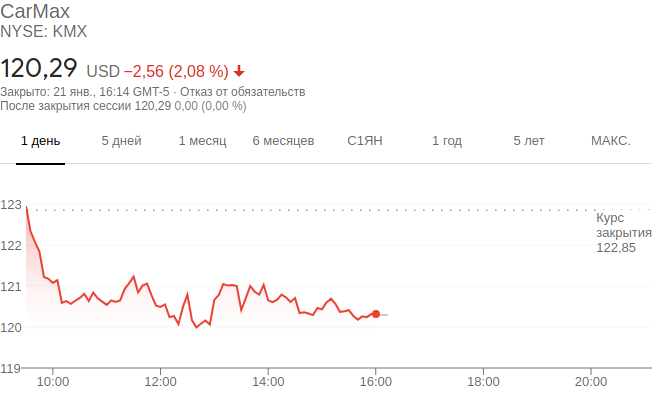 CarMax
NYSE: KMX
120,29 USD −2,56 (2,08 %)
Закрыто: 21 янв., 16:14 GMT-5 · Отказ от обязательств
После закрытия сессии 120,29 0,00 (0,00 %)
1 день 5 дней 1 месяц 6 месяцев С1ЯН 1 год 5 лет МАКС.
123
Курс
закрытия
122,85
122
121
120
119
10:00 12:00 14:00 16:00 18:00 20:00